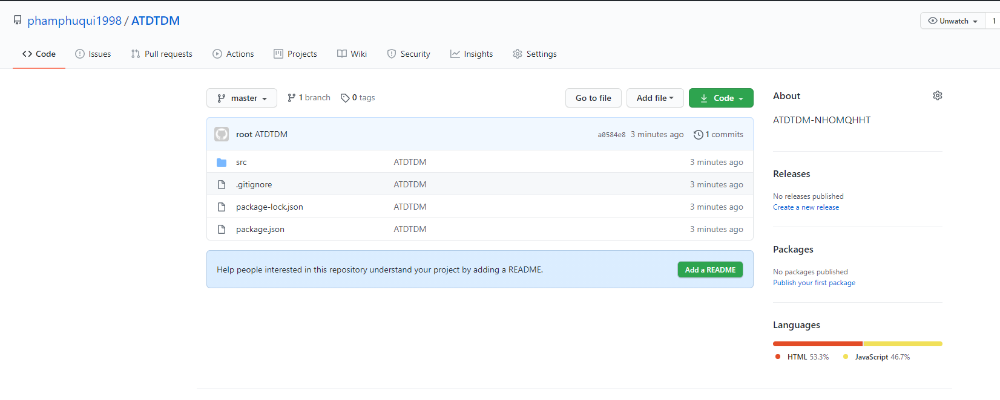 phamphuqui1998 / ATDTDM
Unwatch 1
Code Issues Pull requests Actions Projects Wiki Security Insights Settings
master 1 branch 0 tags Go to file Add file Code
root ATDTDM a0584e8 3 minutes ago 1 commits
src ATDTDM 3 minutes ago
.gitignore ATDTDM 3 minutes ago
package-lock.json ATDTDM 3 minutes ago
package.json ATDTDM 3 minutes ago
Help people interested in this repository understand your project by adding a README. Add a README
About
ATDTDM-NHOMQHHT
Releases
No releases published
Create a new release
Packages
No packages published
Publish your first package
Languages
HTML 53.3% JavaScript 46.7%